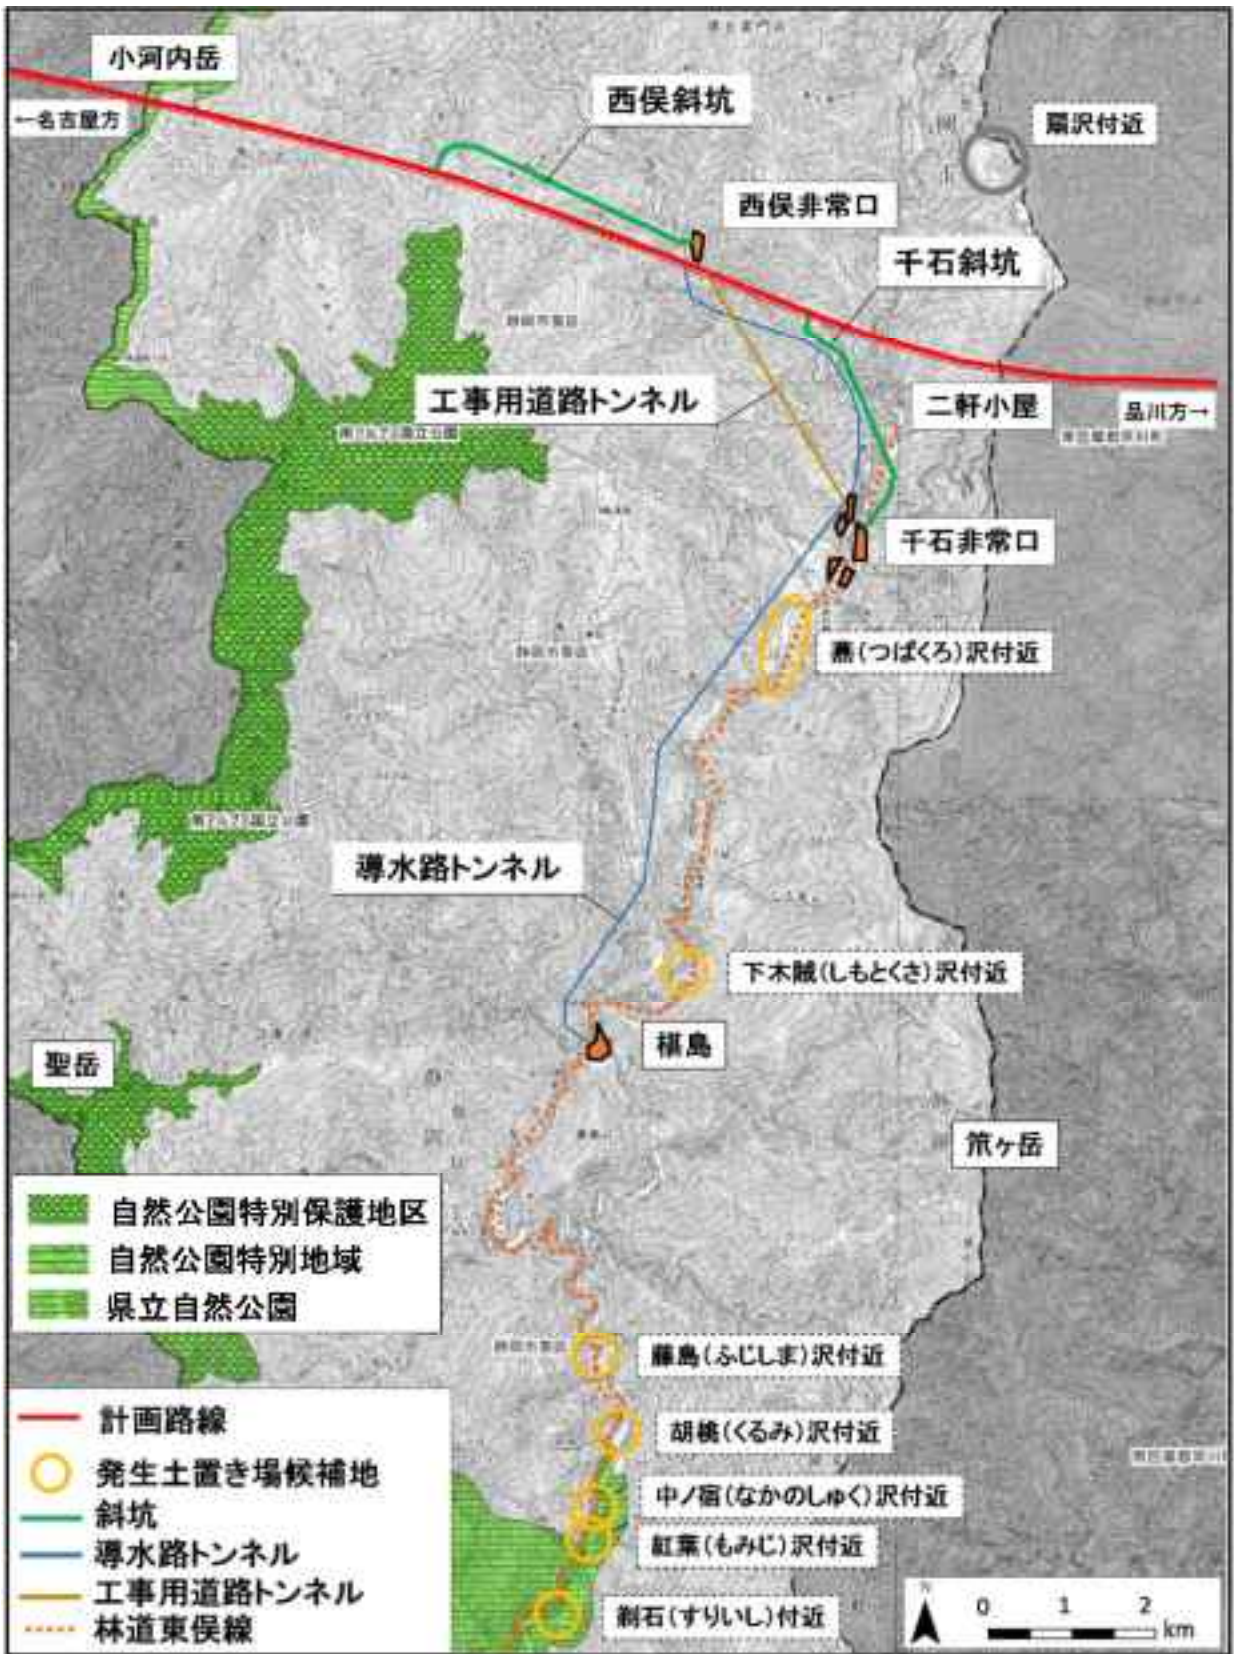 小河内岳
←名古屋方
西俣斜坑
扇沢付近
西俣非常口
千石斜坑
工事用道路トンネル
二軒小屋
品川方→
千石非常口
燕(つばくろ)沢付近
導水路トンネル
下木賊(しもとくさ)沢付近
椹島
聖岳
笊ヶ岳
自然公園特別保護地区
自然公園特別地域
県立自然公園
藤島(ふじしま)沢付近
胡桃(くるみ)沢付近
中ノ宿(なかのしゅく)沢付近
紅葉(もみじ)沢付近
剃石(すりいし)付近
計画路線
発生土置き場候補地
斜坑
導水路トンネル
工事用道路トンネル
林道東俣線
N
0 1 2
km